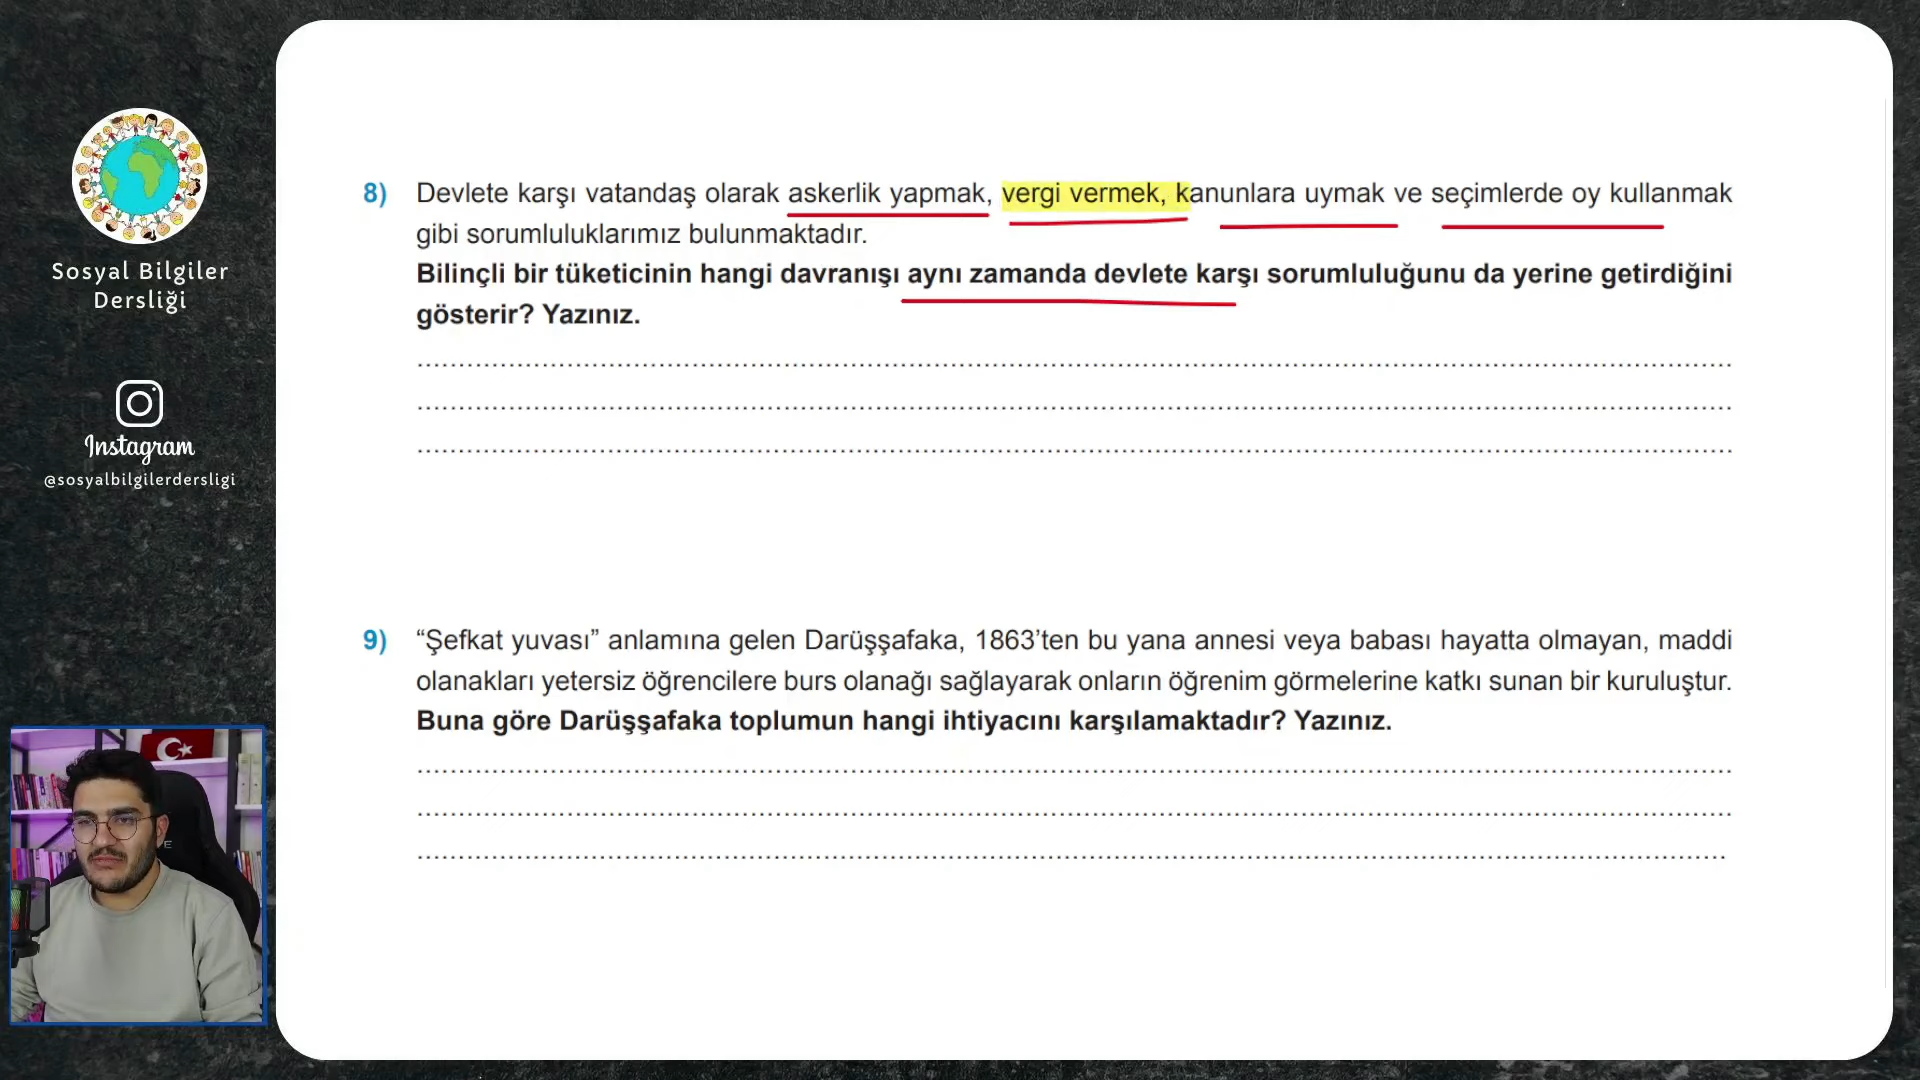 Sosyal Bilgiler
Dersliği
Instagram
@sosyalbilgilerdersligi
8) Devlete karşı vatandaş olarak askerlik yapmak, vergi vermek, kanunlara uymak ve seçimlerde oy kullanmak
gibi sorumluluklarımız bulunmaktadır.
Bilinçli bir tüketicinin hangi davranışı aynı zamanda devlete karşı sorumluluğunu da yerine getirdiğini
gösterir? Yazınız.
9) “Şefkat yuvası” anlamına gelen Darüşşafaka, 1863’ten bu yana annesi veya babası hayatta olmayan, maddi
olanakları yetersiz öğrencilere burs olanağı sağlayarak onların öğrenim görmelerine katkı sunan bir kuruluştur.
Buna göre Darüşşafaka toplumun hangi ihtiyacını karşılamaktadır? Yazınız.